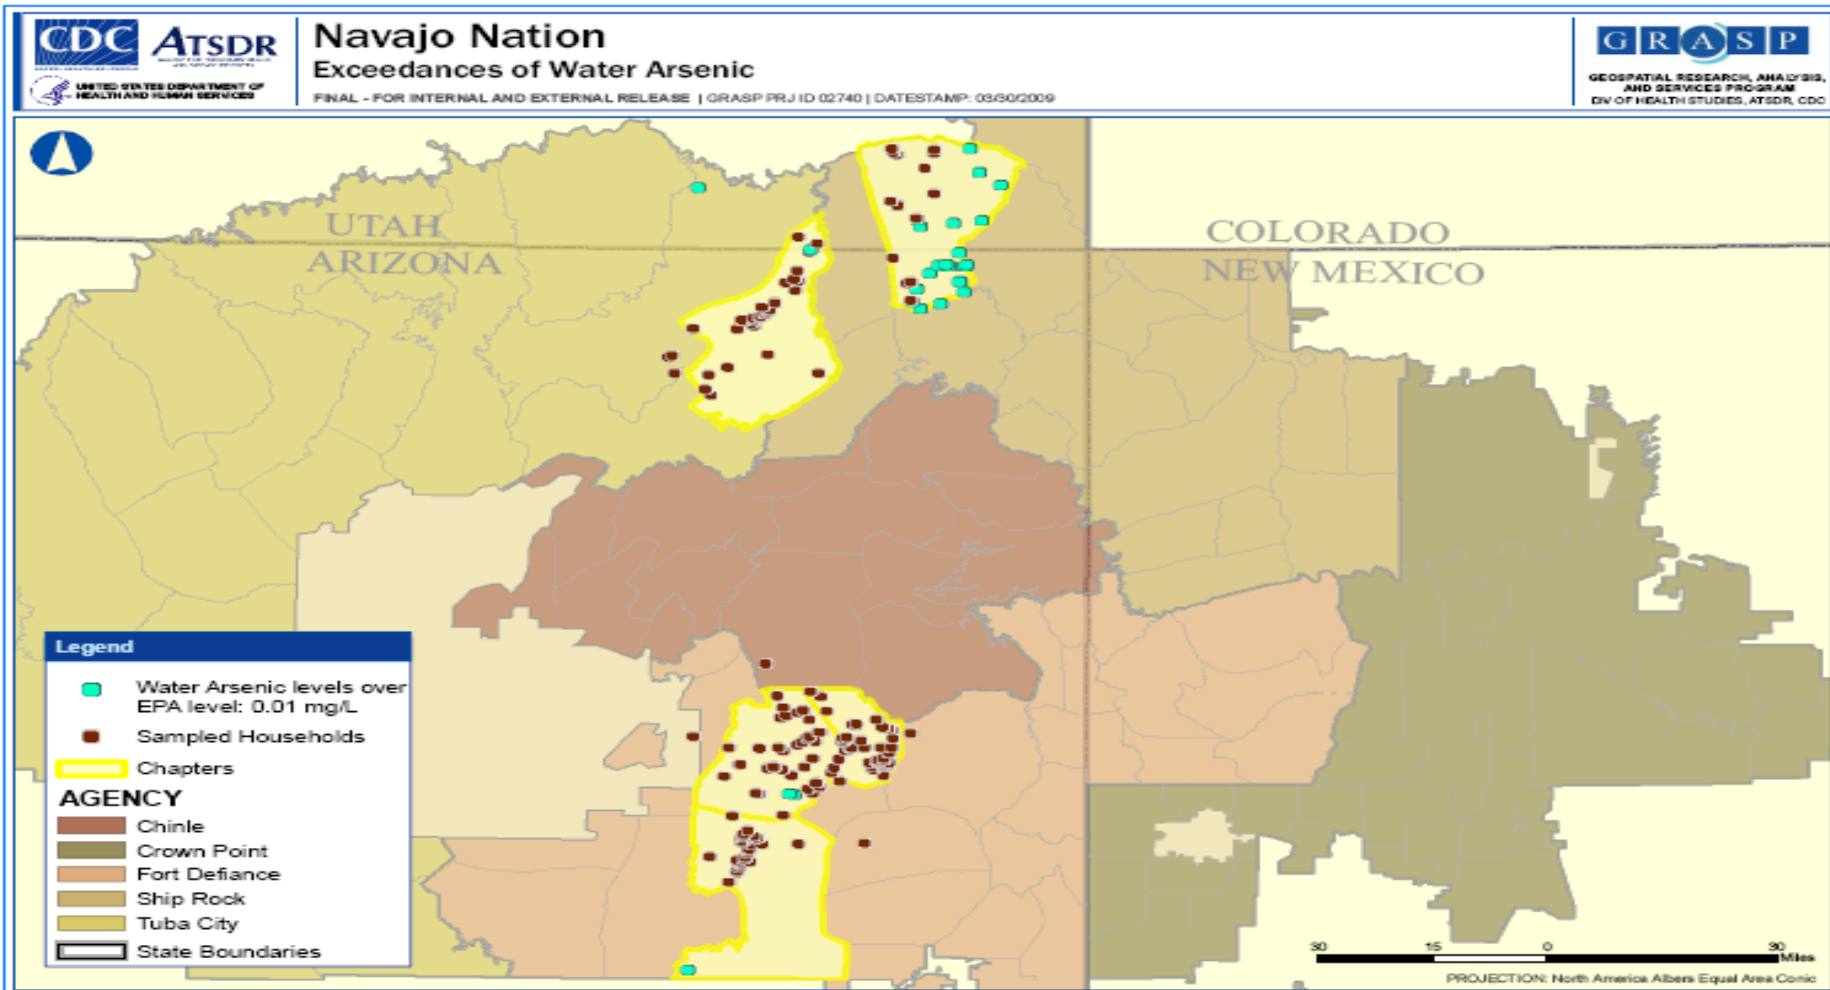 CDC ATSDR
UNITED STATES DEPARTMENT OF
HEALTH AND HUMAN SERVICES
Navajo Nation
Exceedances of Water Arsenic
FINAL - FOR INTERNAL AND EXTERNAL RELEASE | GRASP PRJ ID 02740 | DATESTAMP: 03/30/2009
GRASP
GEOSPATIAL RESEARCH, ANALYSIS,
AND SERVICES PROGRAM
DIV OF HEALTH STUDIES, ATSDR, CDC
UTAH
ARIZONA
COLORADO
NEW MEXICO
Legend
Water Arsenic levels over
EPA level: 0.01 mg/L
Sampled Households
Chapters
AGENCY
Chinle
Crown Point
Fort Defiance
Ship Rock
Tuba City
State Boundaries
30 15 0 30
Miles
PROJECTION: North America Albers Equal Area Conic